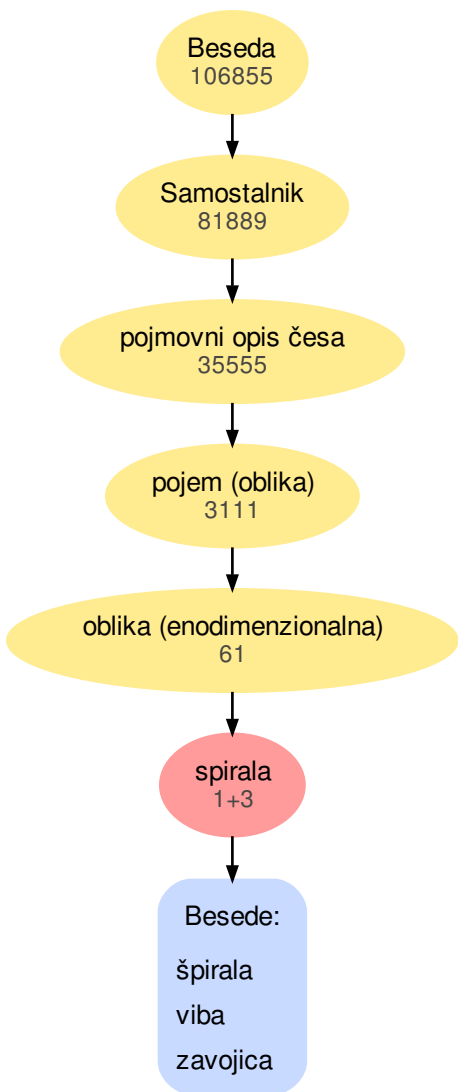 Beseda
106855
Samostalnik
81889
pojmovni opis česa
35555
pojem (oblika)
3111
oblika (enodimenzionalna)
61
spirala
1+3
Besede:
špirala
viba
zavojica